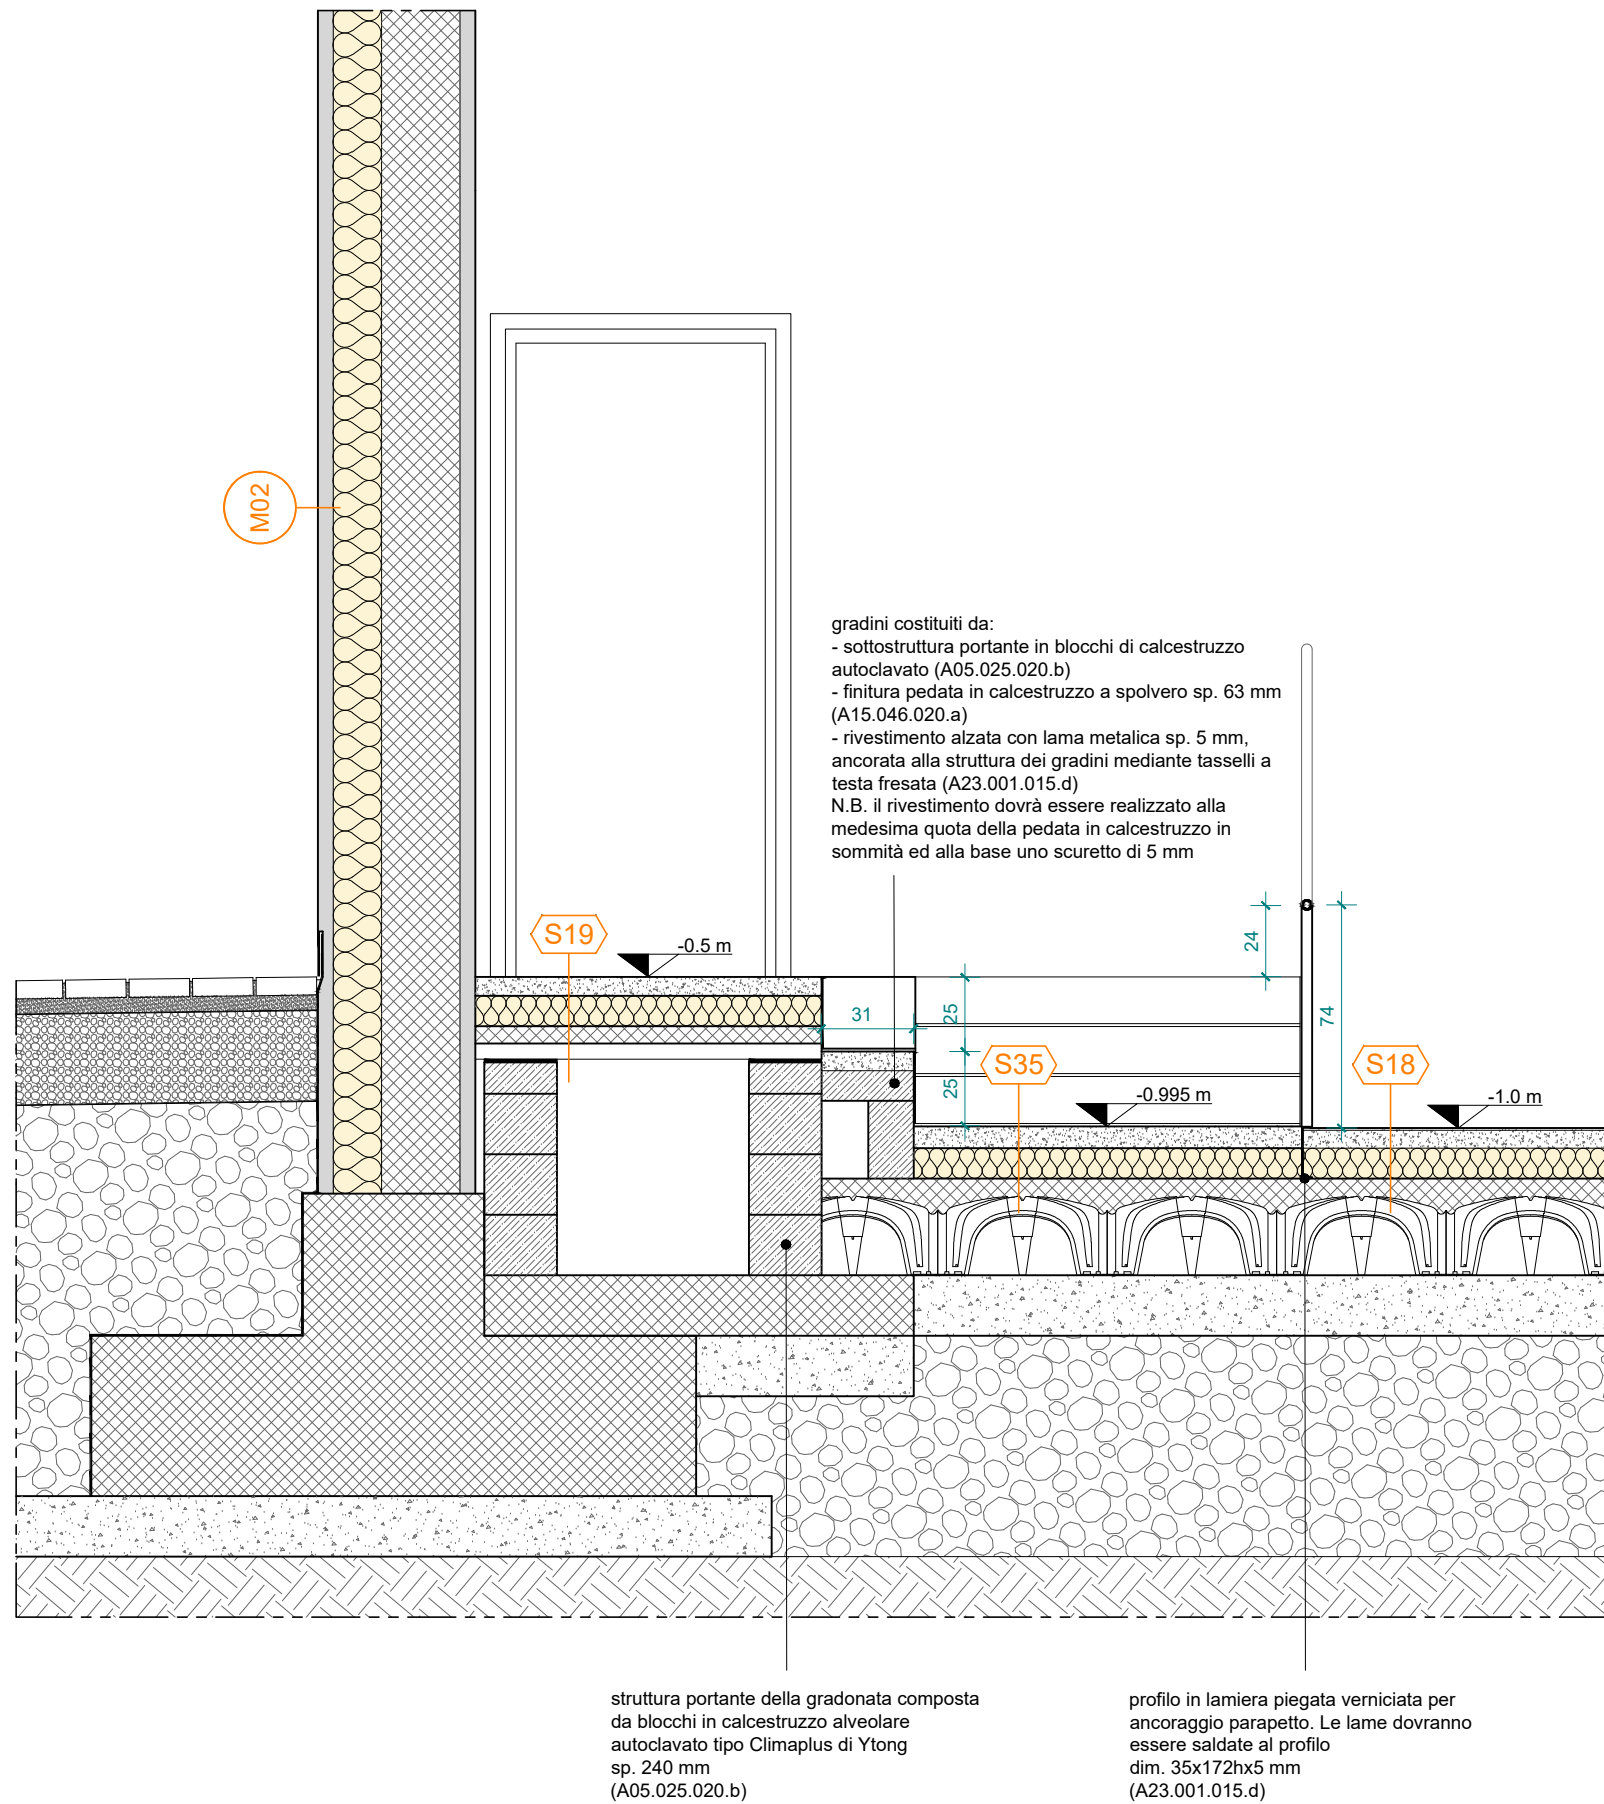 M02
gradini costituiti da:
- sottostruttura portante in blocchi di calcestruzzo
autoclavato (A05.025.020.b)
- finitura pedata in calcestruzzo a spolvero sp. 63 mm
(A15.046.020.a)
- rivestimento alzata con lama metalica sp. 5 mm,
ancorata alla struttura dei gradini mediante tasselli a
testa fresata (A23.001.015.d)
N.B. il rivestimento dovrà essere realizzato alla
medesima quota della pedata in calcestruzzo in
sommità ed alla base uno scuretto di 5 mm
S19
-0.5 m
24
31
25
74
S35
S18
25
-0.995 m
-1.0 m
struttura portante della gradonata composta
da blocchi in calcestruzzo alveolare
autoclavato tipo Climaplus di Ytong
sp. 240 mm
(A05.025.020.b)
profilo in lamiera piegata verniciata per
ancoraggio parapetto. Le lame dovranno
essere saldate al profilo
dim. 35x172hx5 mm
(A23.001.015.d)